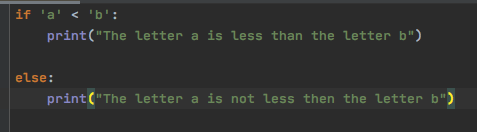 if 'a' < 'b':
    print("The letter a is less than the letter b")
else:
    print("The letter a is not less then the letter b")